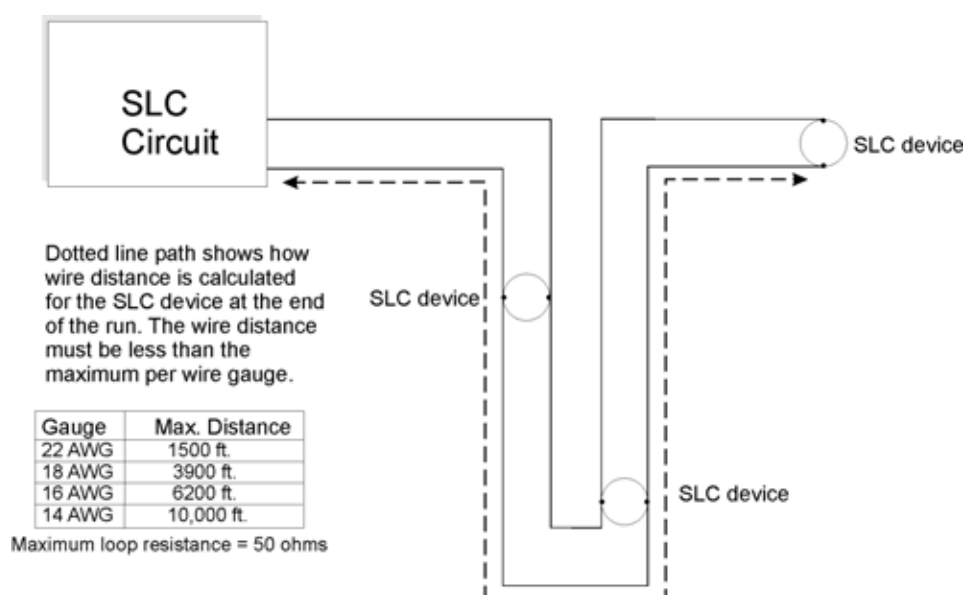 SLC
Circuit
SLC device
Dotted line path shows how
wire distance is calculated
for the SLC device at the end
of the run. The wire distance
must be less than the
maximum per wire gauge.
SLC device
Gauge Max. Distance
22 AWG 1500 ft.
18 AWG 3900 ft.
16 AWG 6200 ft.
14 AWG 10,000 ft.
Maximum loop resistance = 50 ohms
SLC device